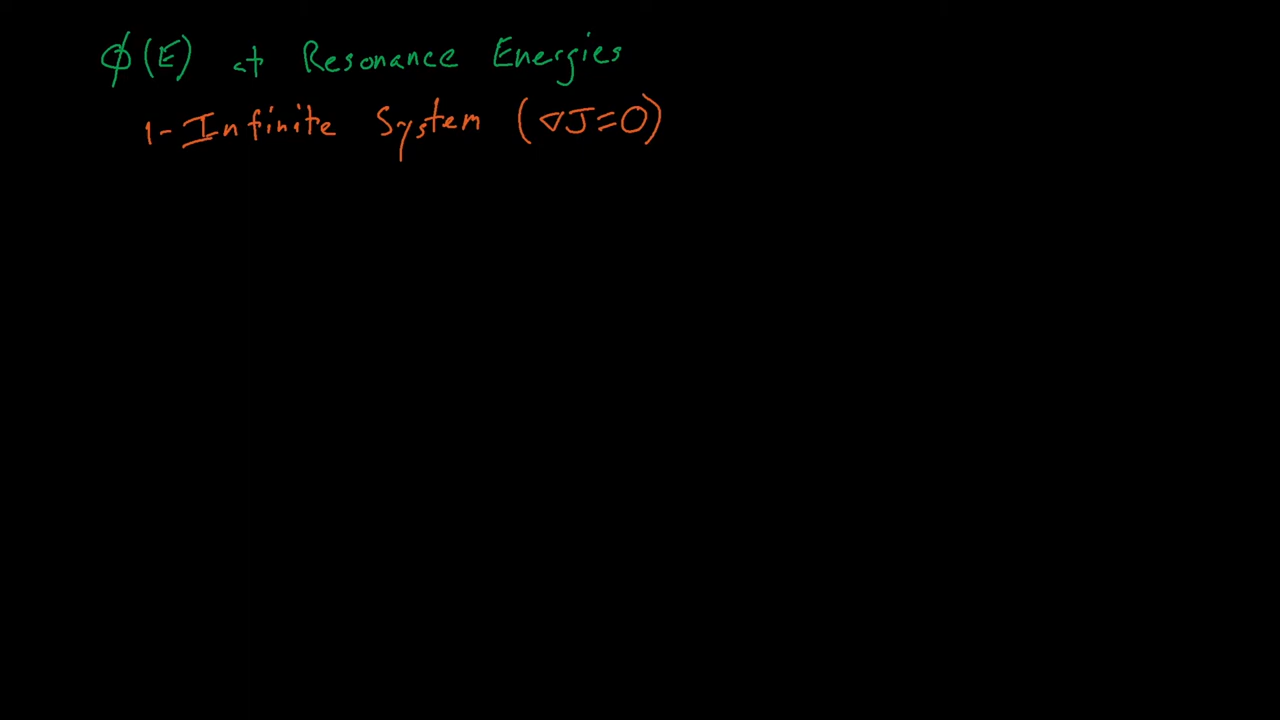 φ(E) at Resonance Energies
1- Infinite System (∇J=0)